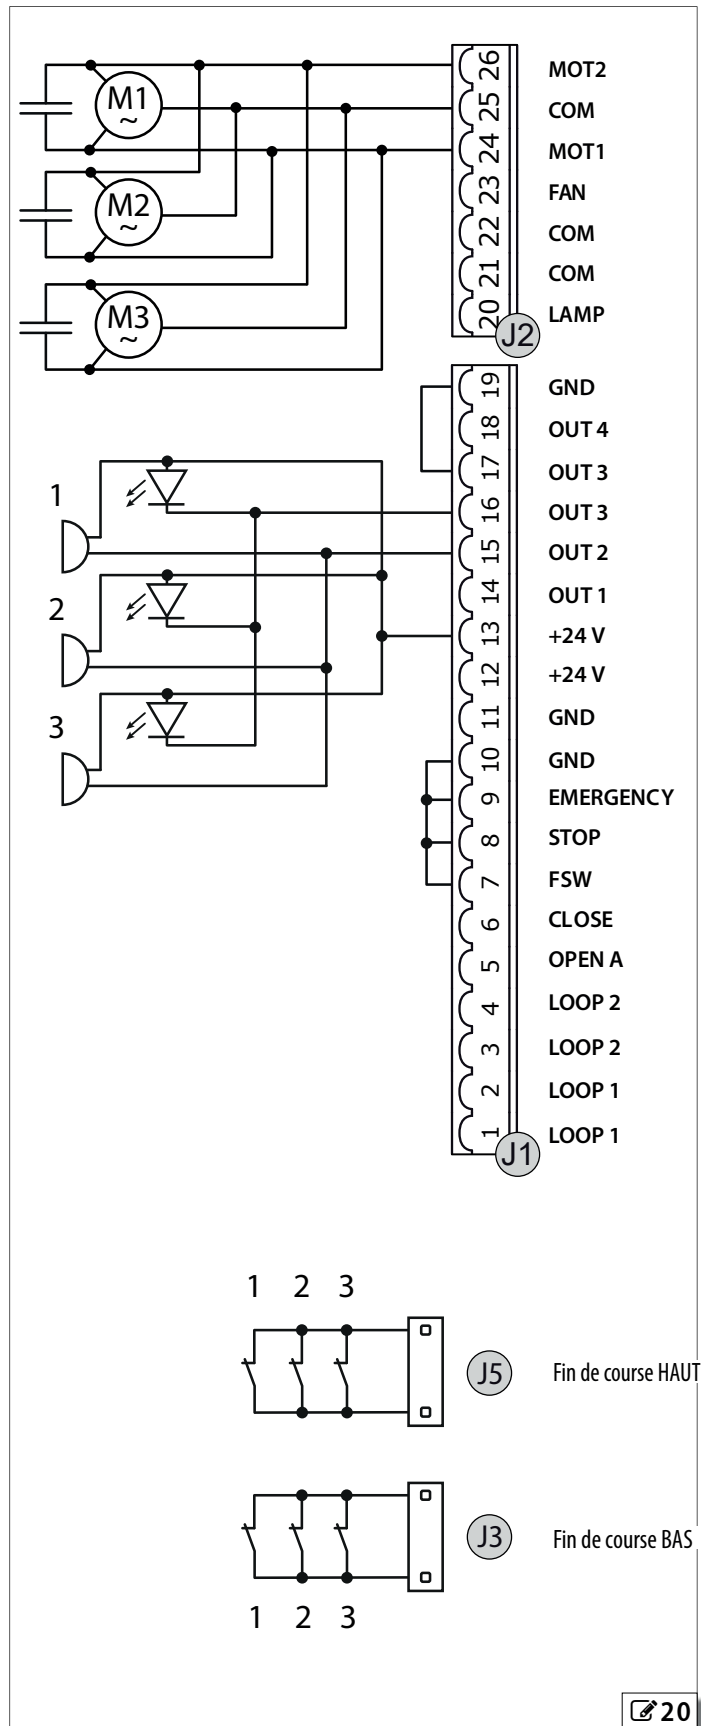 M1
~
M2
~
M3
~
26 MOT2
25 COM
24 MOT1
23 FAN
22 COM
21 COM
20 LAMP
J2
19 GND
18 OUT 4
17 OUT 3
16 OUT 3
15 OUT 2
14 OUT 1
13 +24 V
12 +24 V
11 GND
10 GND
9 EMERGENCY
8 STOP
7 FSW
6 CLOSE
5 OPEN A
4 LOOP 2
3 LOOP 2
2 LOOP 1
1 LOOP 1
J1
1
2
3
1 2 3
J5 Fin de course HAUT
J3 Fin de course BAS
1 2 3
20